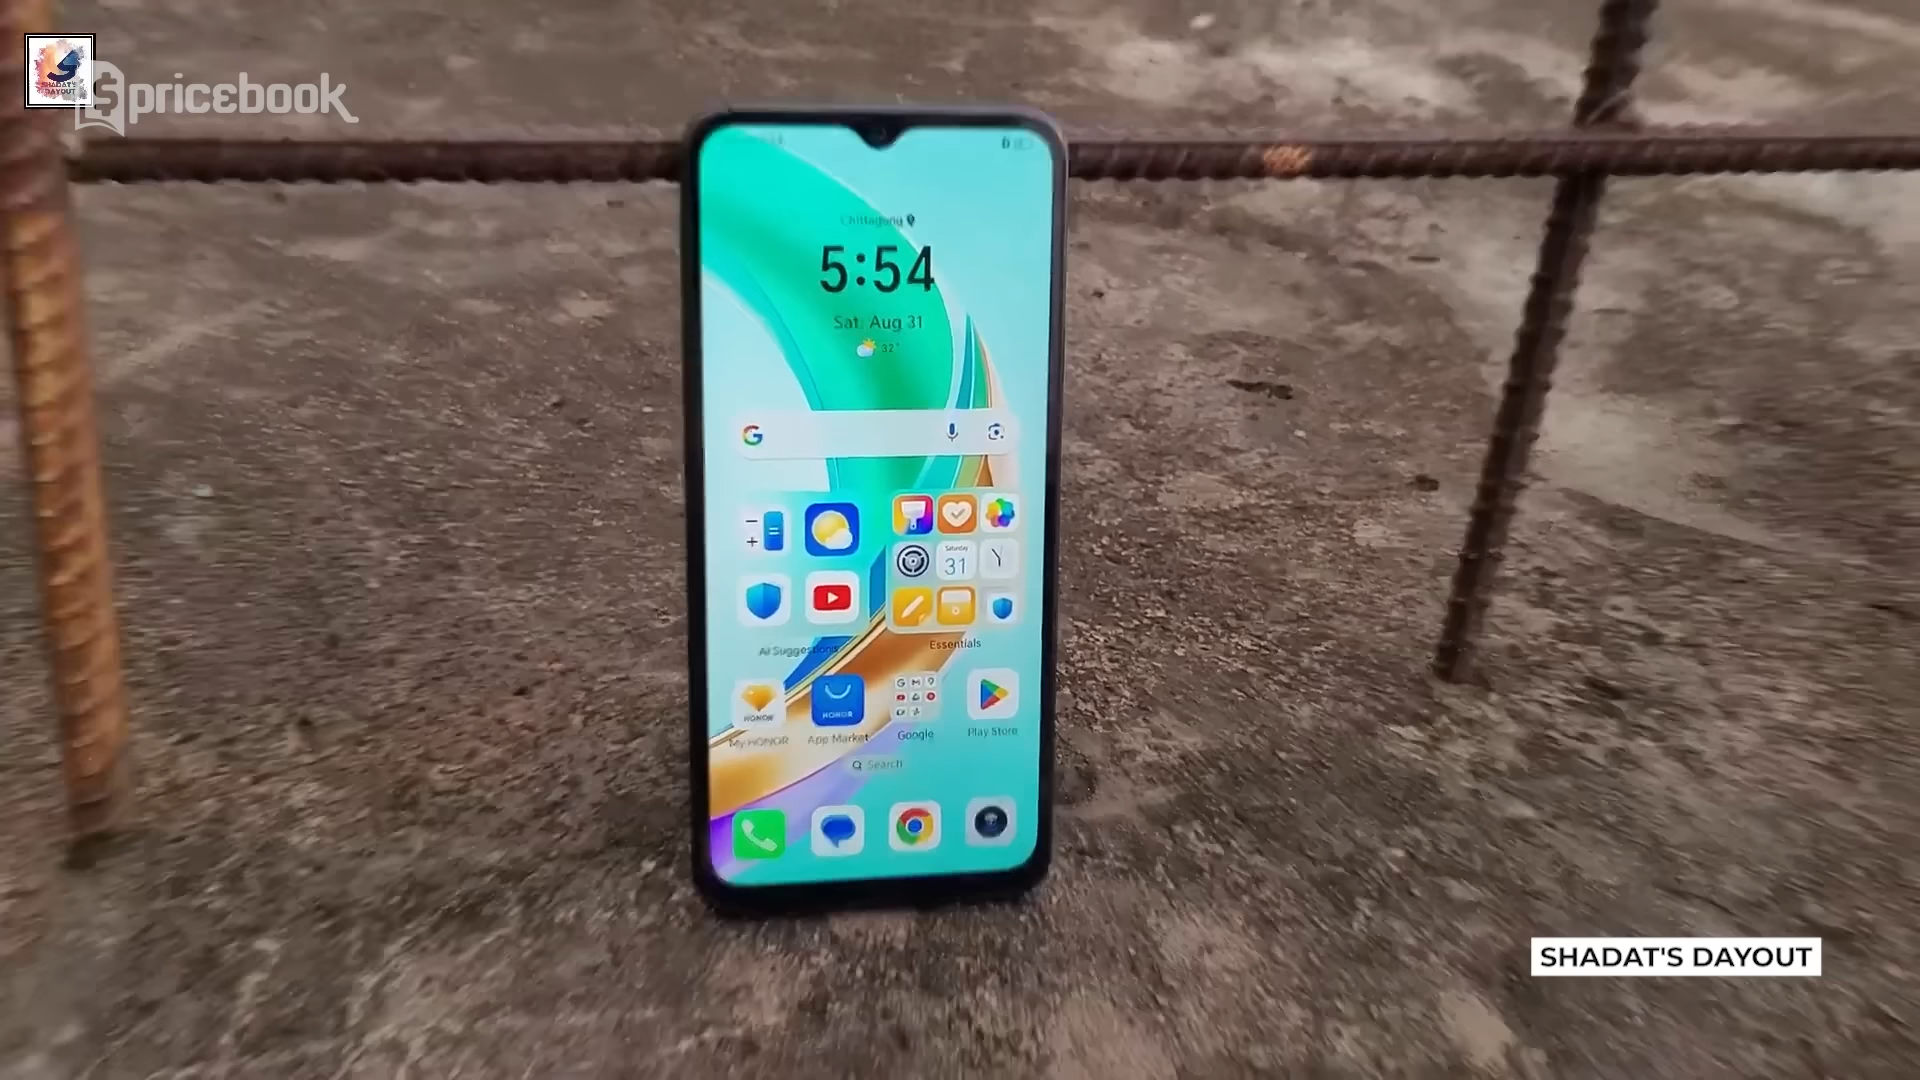 SHADAT'S
DAYOUT
pricebook
Chittagong
5:54
Sat, Aug 31
32°
Saturday
31
AI Suggestions
Essentials
HONOR
HONOR
My HONOR
App Market
Google
Play Store
Search
SHADAT'S DAYOUT